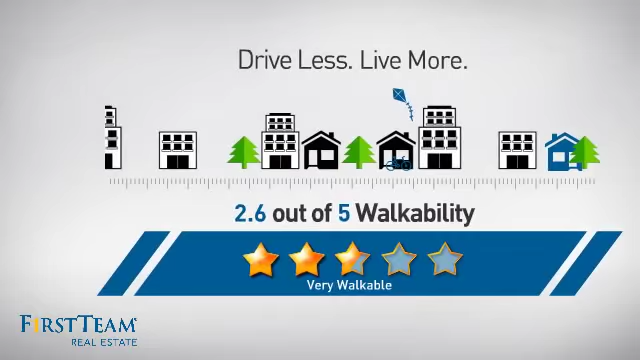 Drive Less. Live More.
2.6 out of 5 Walkability
Very Walkable
FIRSTTEAM®
REAL ESTATE